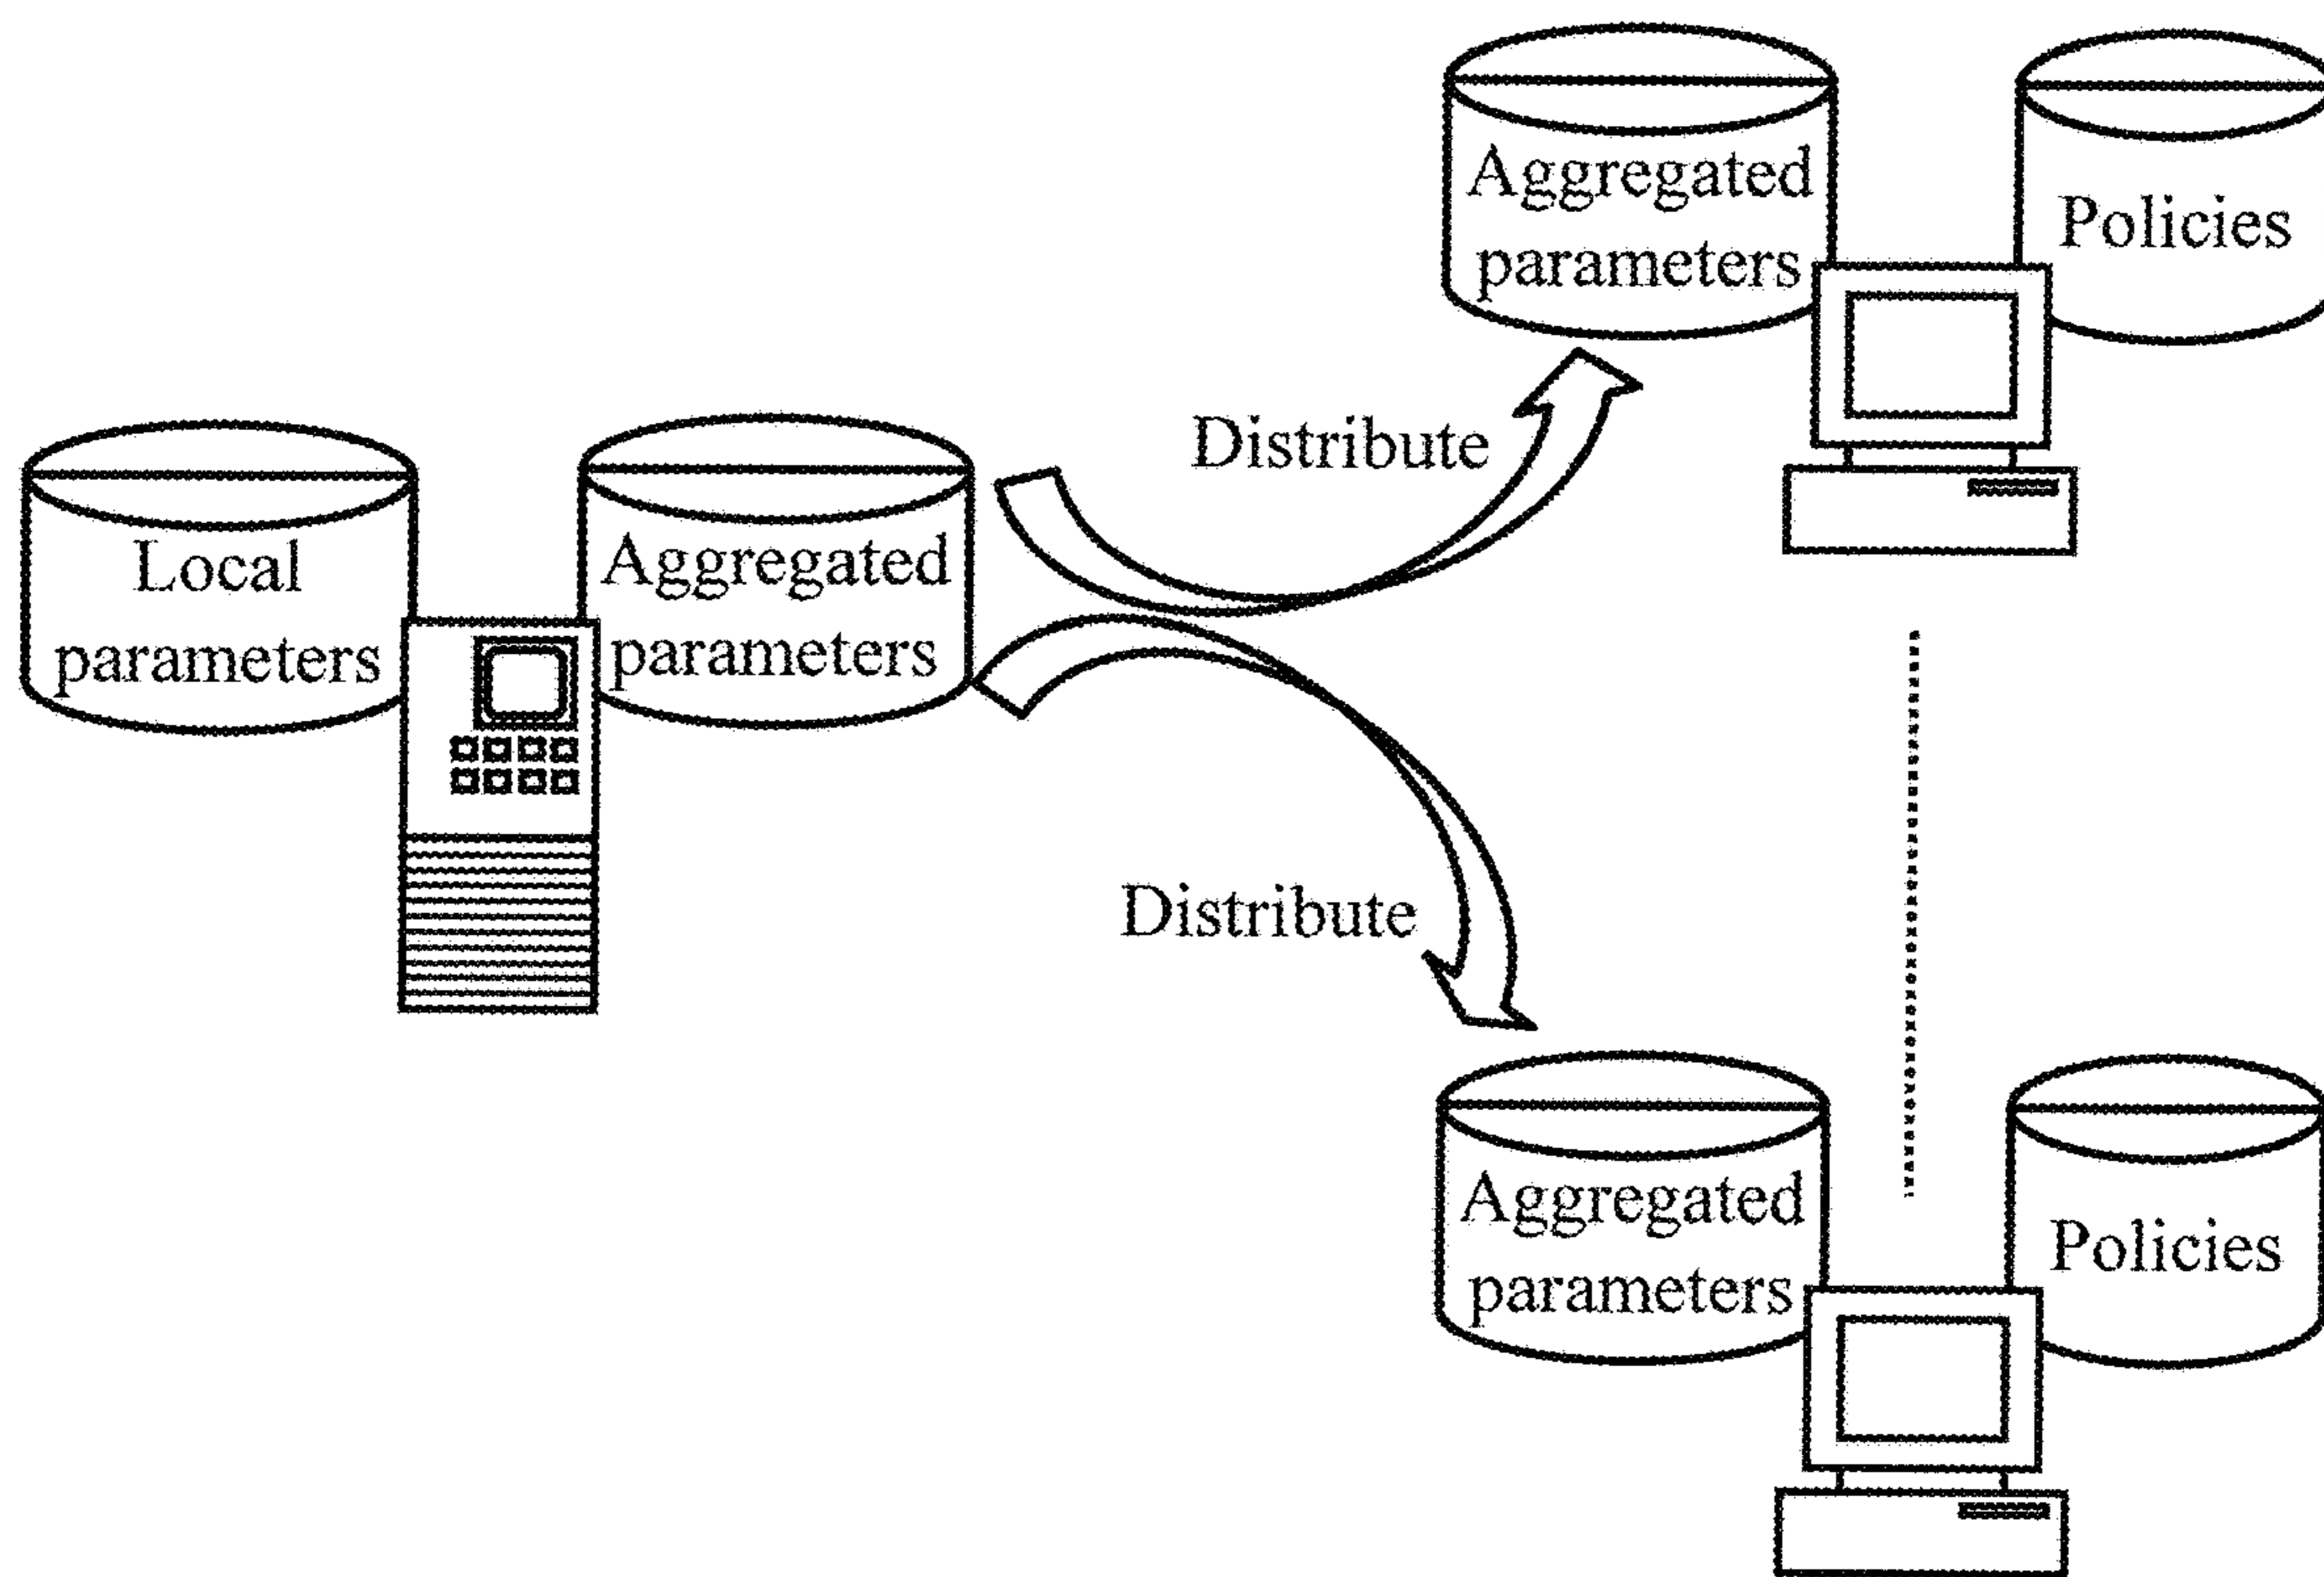 Aggregated
parameters
Policies
Distribute
Local
parameters
Aggregated
parameters
Distribute
Aggregated
parameters
Policies